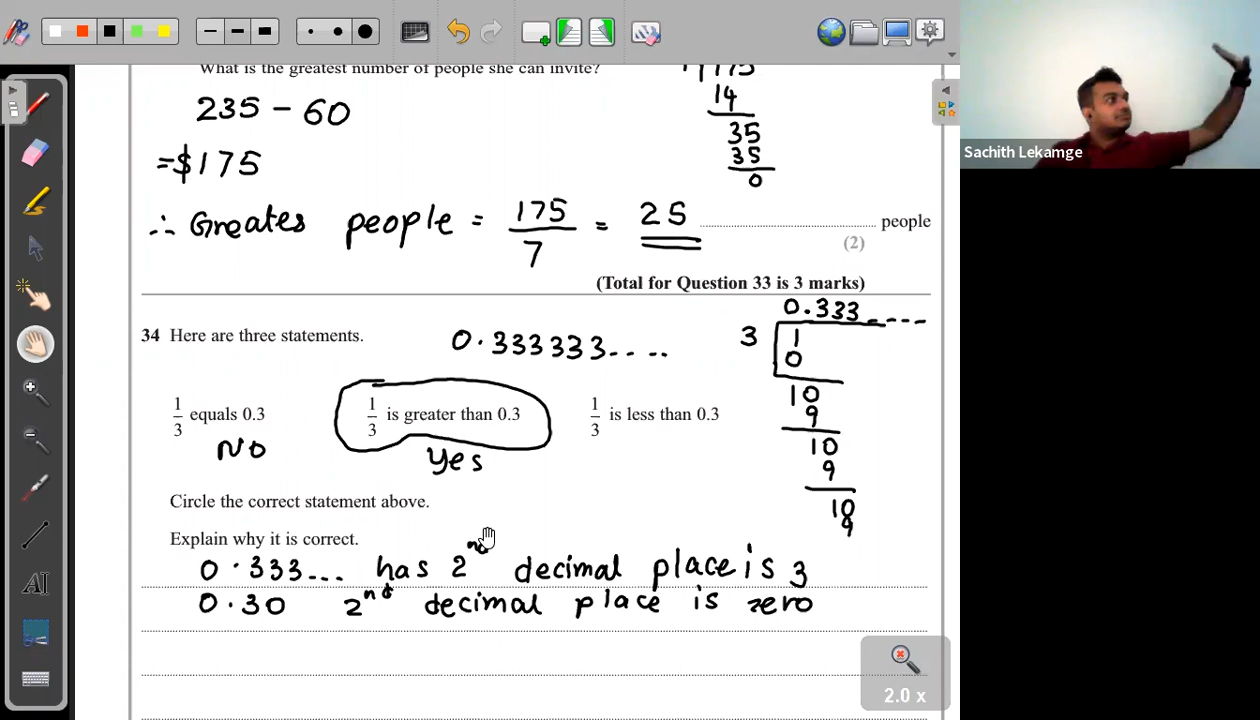 What is the greatest number of people she can invite?
175
14
35
35
0
235 - 60
= $175
∴ Greates people = 175/7 = 25 people
(2)
(Total for Question 33 is 3 marks)
34 Here are three statements.
0.333333....
0.333_ - - - -
3
1
0
10
9
10
9
10
9
1/3 equals 0.3
1/3 is greater than 0.3
1/3 is less than 0.3
NO
Yes
Circle the correct statement above.
Explain why it is correct.
0.333... has 2nd decimal place is 3
0.30 2nd decimal place is zero
2.0 x
Sachith Lekamge